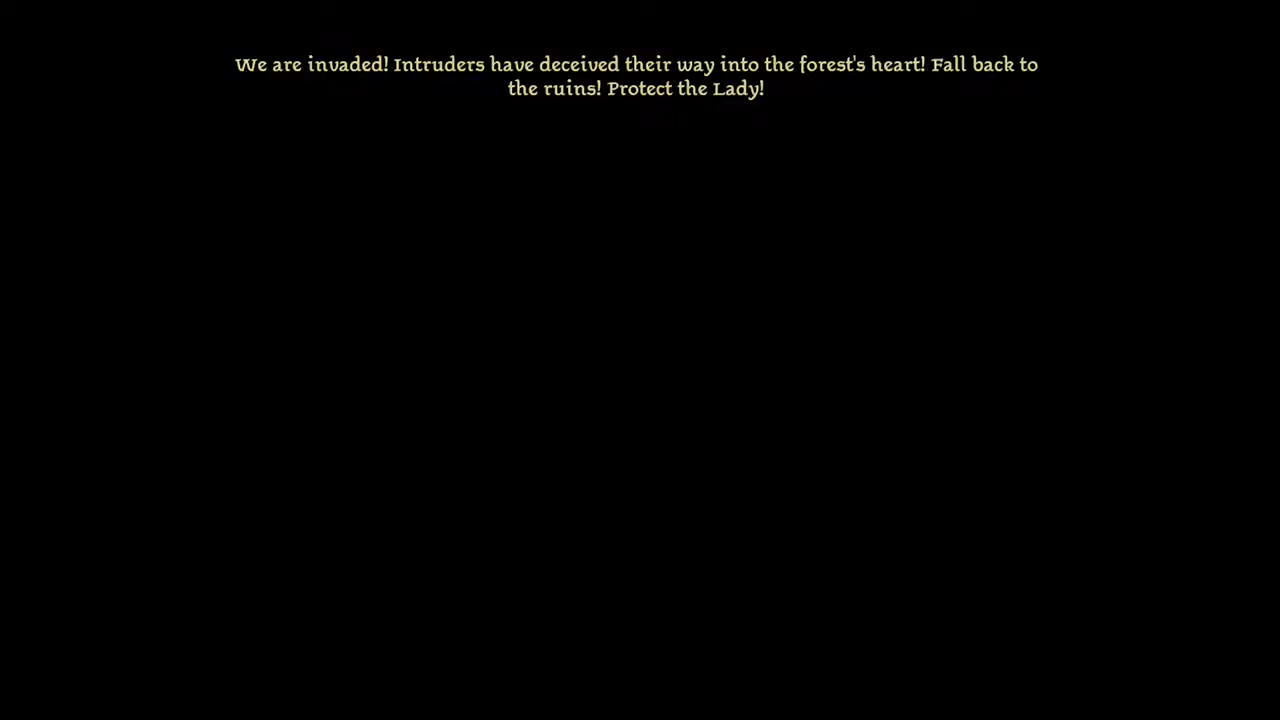 We are invaded! Intruders have deceived their way into the forest's heart! Fall back to
the ruins! Protect the Lady!